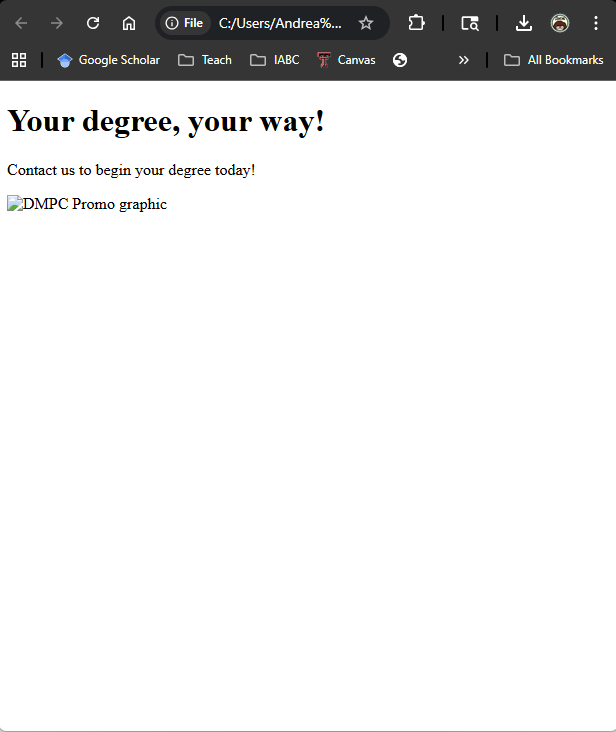 File C:/Users/Andrea%...
Google Scholar Teach IABC Canvas All Bookmarks
Your degree, your way!
Contact us to begin your degree today!
DMPC Promo graphic